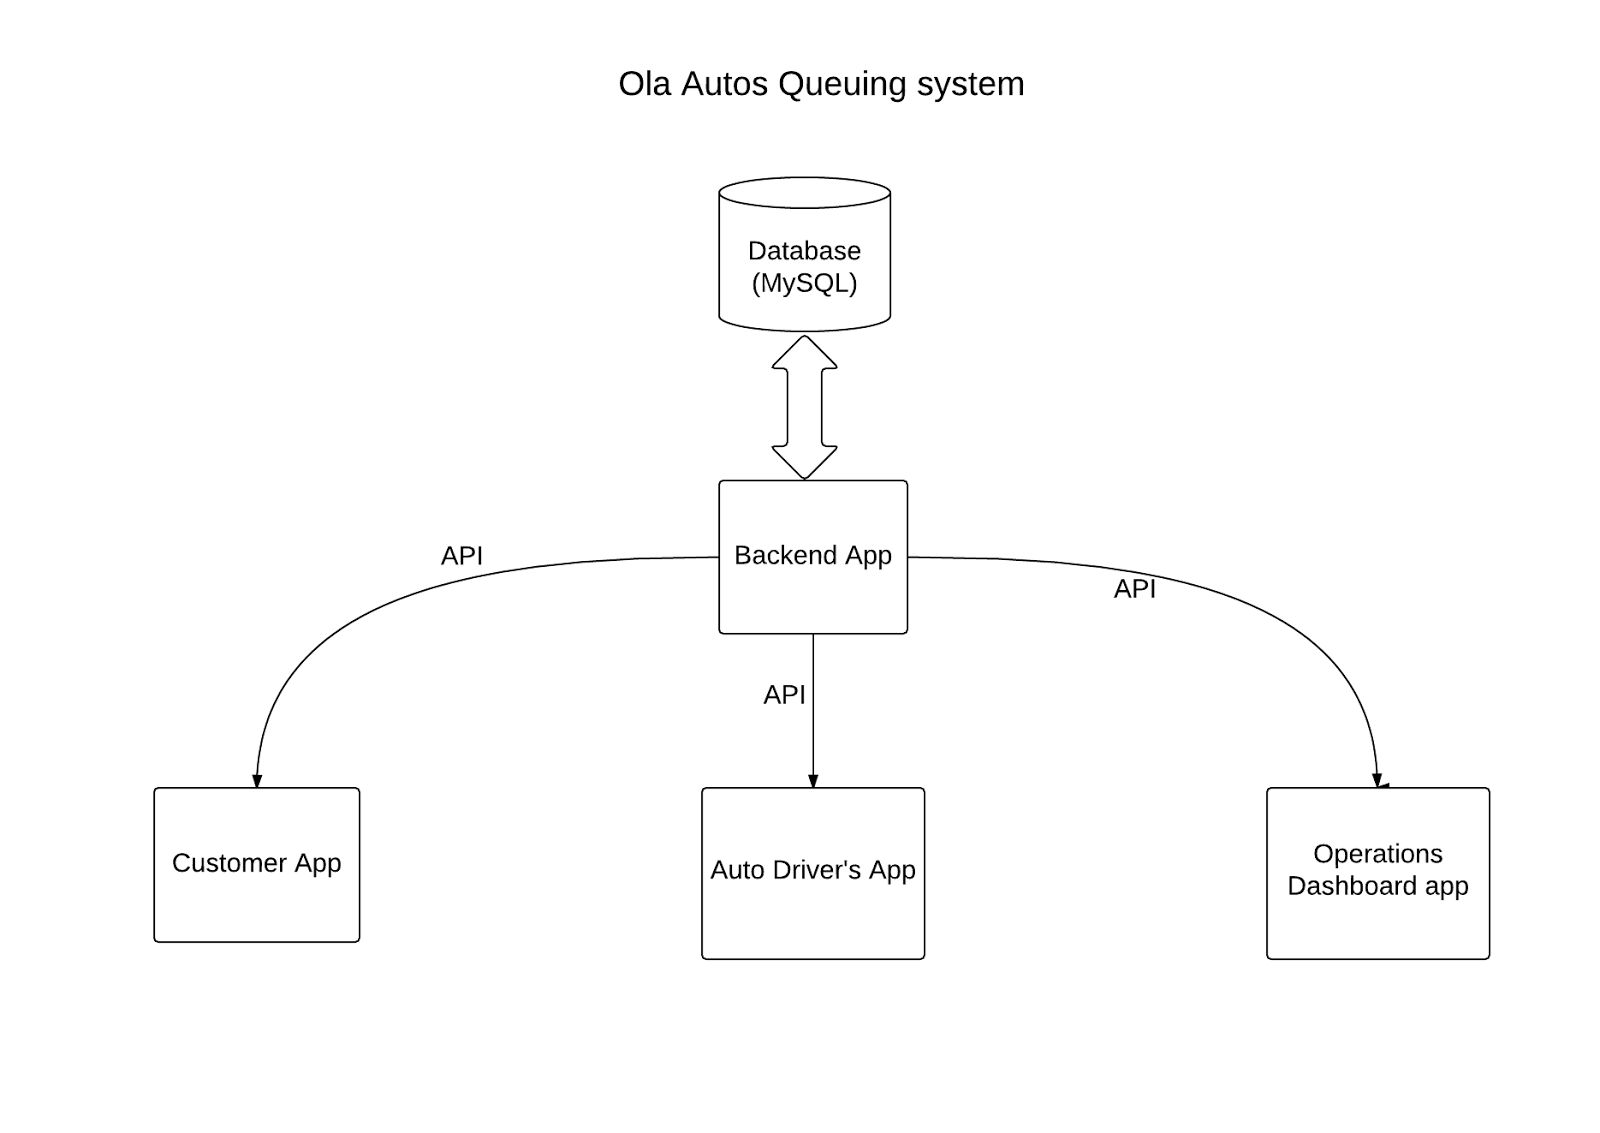 Ola Autos Queuing system
Database
(MySQL)
Backend App
API
API
API
Customer App
Auto Driver's App
Operations
Dashboard app